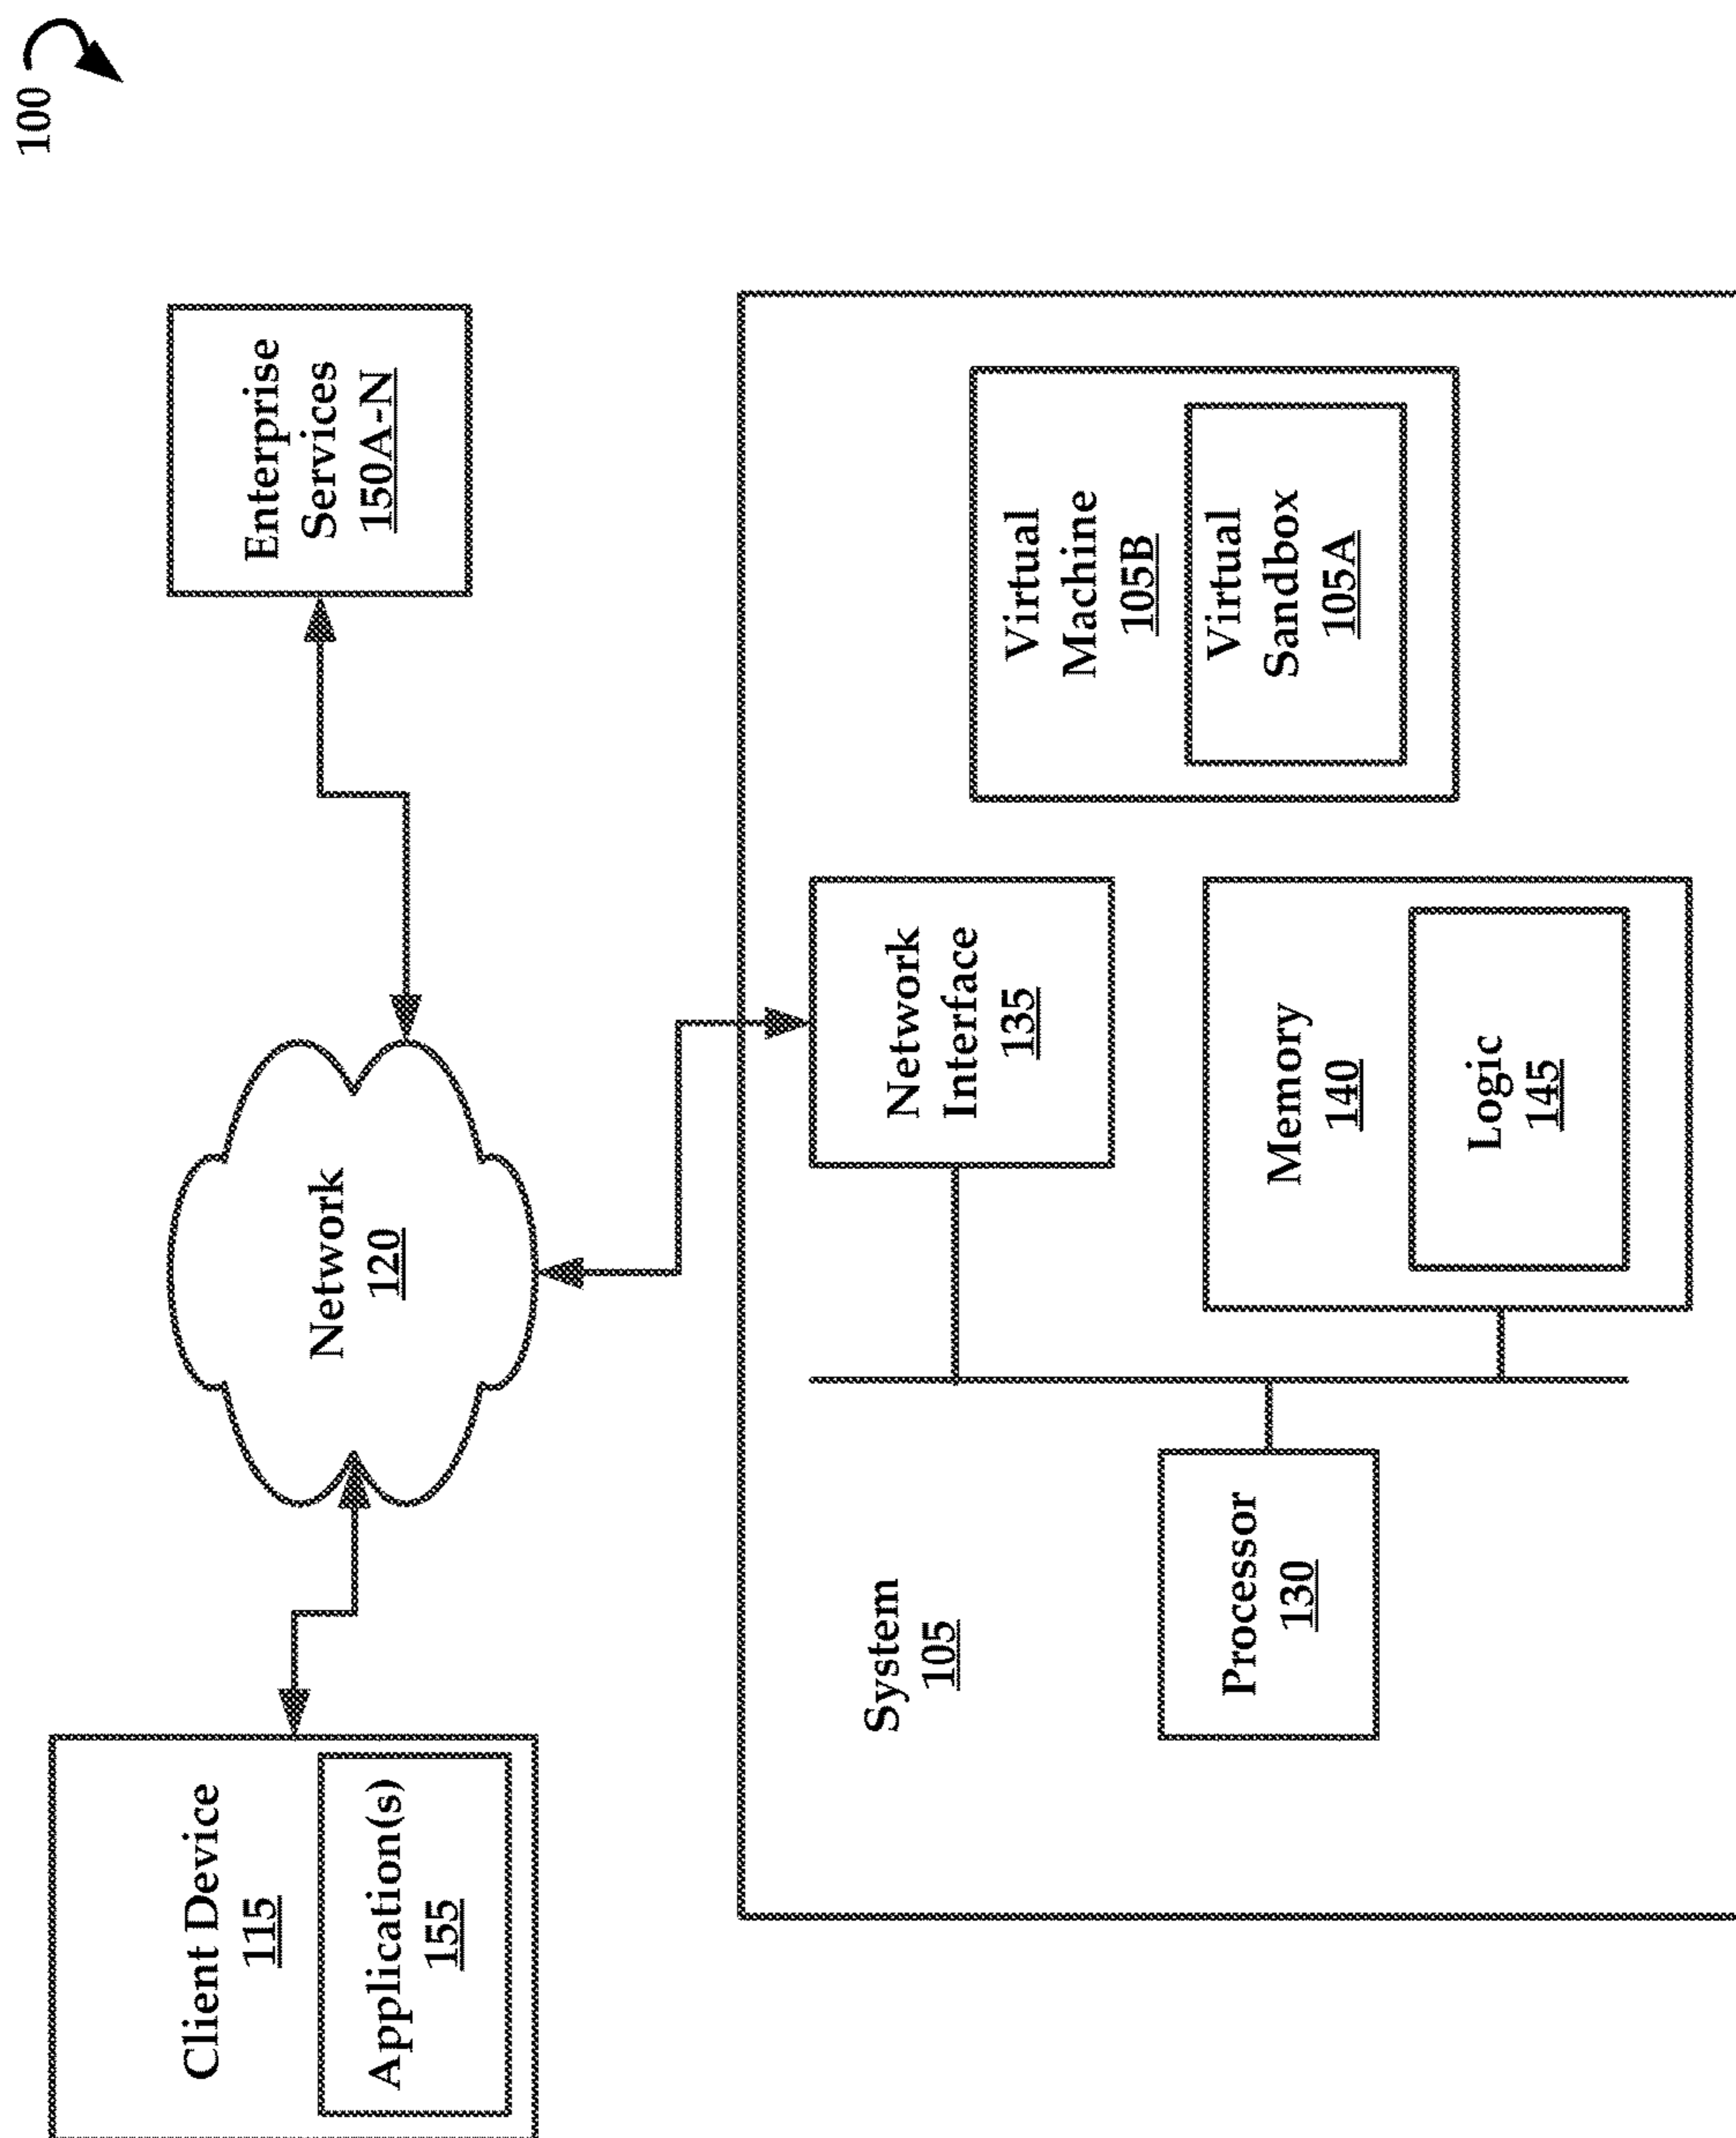 100
Client Device
115
Application(s)
155
Network
120
Enterprise
Services
150A-N
System
105
Processor
130
Network
Interface
135
Memory
140
Logic
145
Virtual
Machine
105B
Virtual
Sandbox
105A